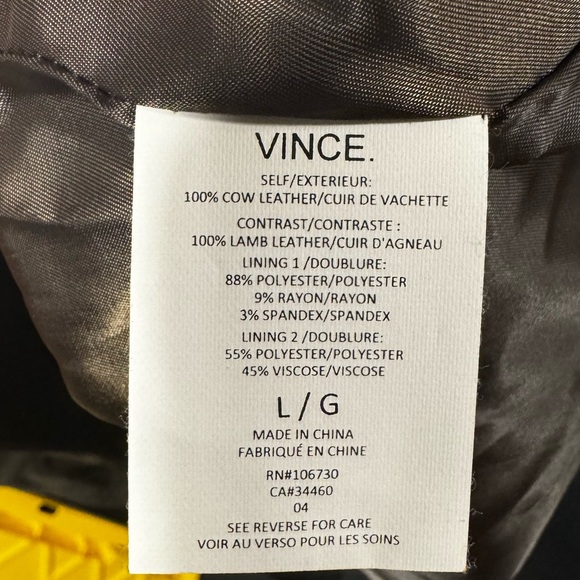 VINCE.
SELF/EXTERIEUR:
100% COW LEATHER/CUIR DE VACHETTE
CONTRAST/CONTRASTE :
100% LAMB LEATHER/CUIR D'AGNEAU
LINING 1 /DOUBLURE:
88% POLYESTER/POLYESTER
9% RAYON/RAYON
3% SPANDEX/SPANDEX
LINING 2 /DOUBLURE:
55% POLYESTER/POLYESTER
45% VISCOSE/VISCOSE
L / G
MADE IN CHINA
FABRIQUÉ EN CHINE
RN#106730
CA#34460
04
SEE REVERSE FOR CARE
VOIR AU VERSO POUR LES SOINS